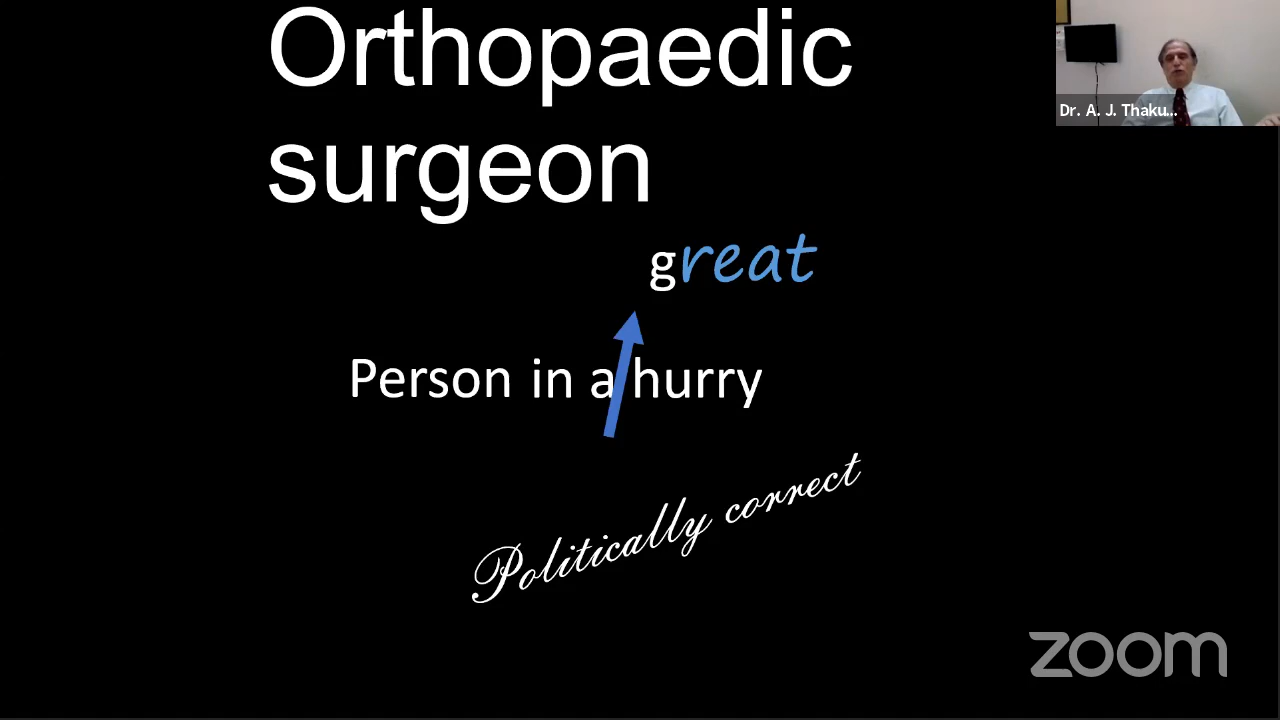 Orthopaedic
surgeon
great
Person in a hurry
Politically correct
Dr. A. J. Thaku...
zoom